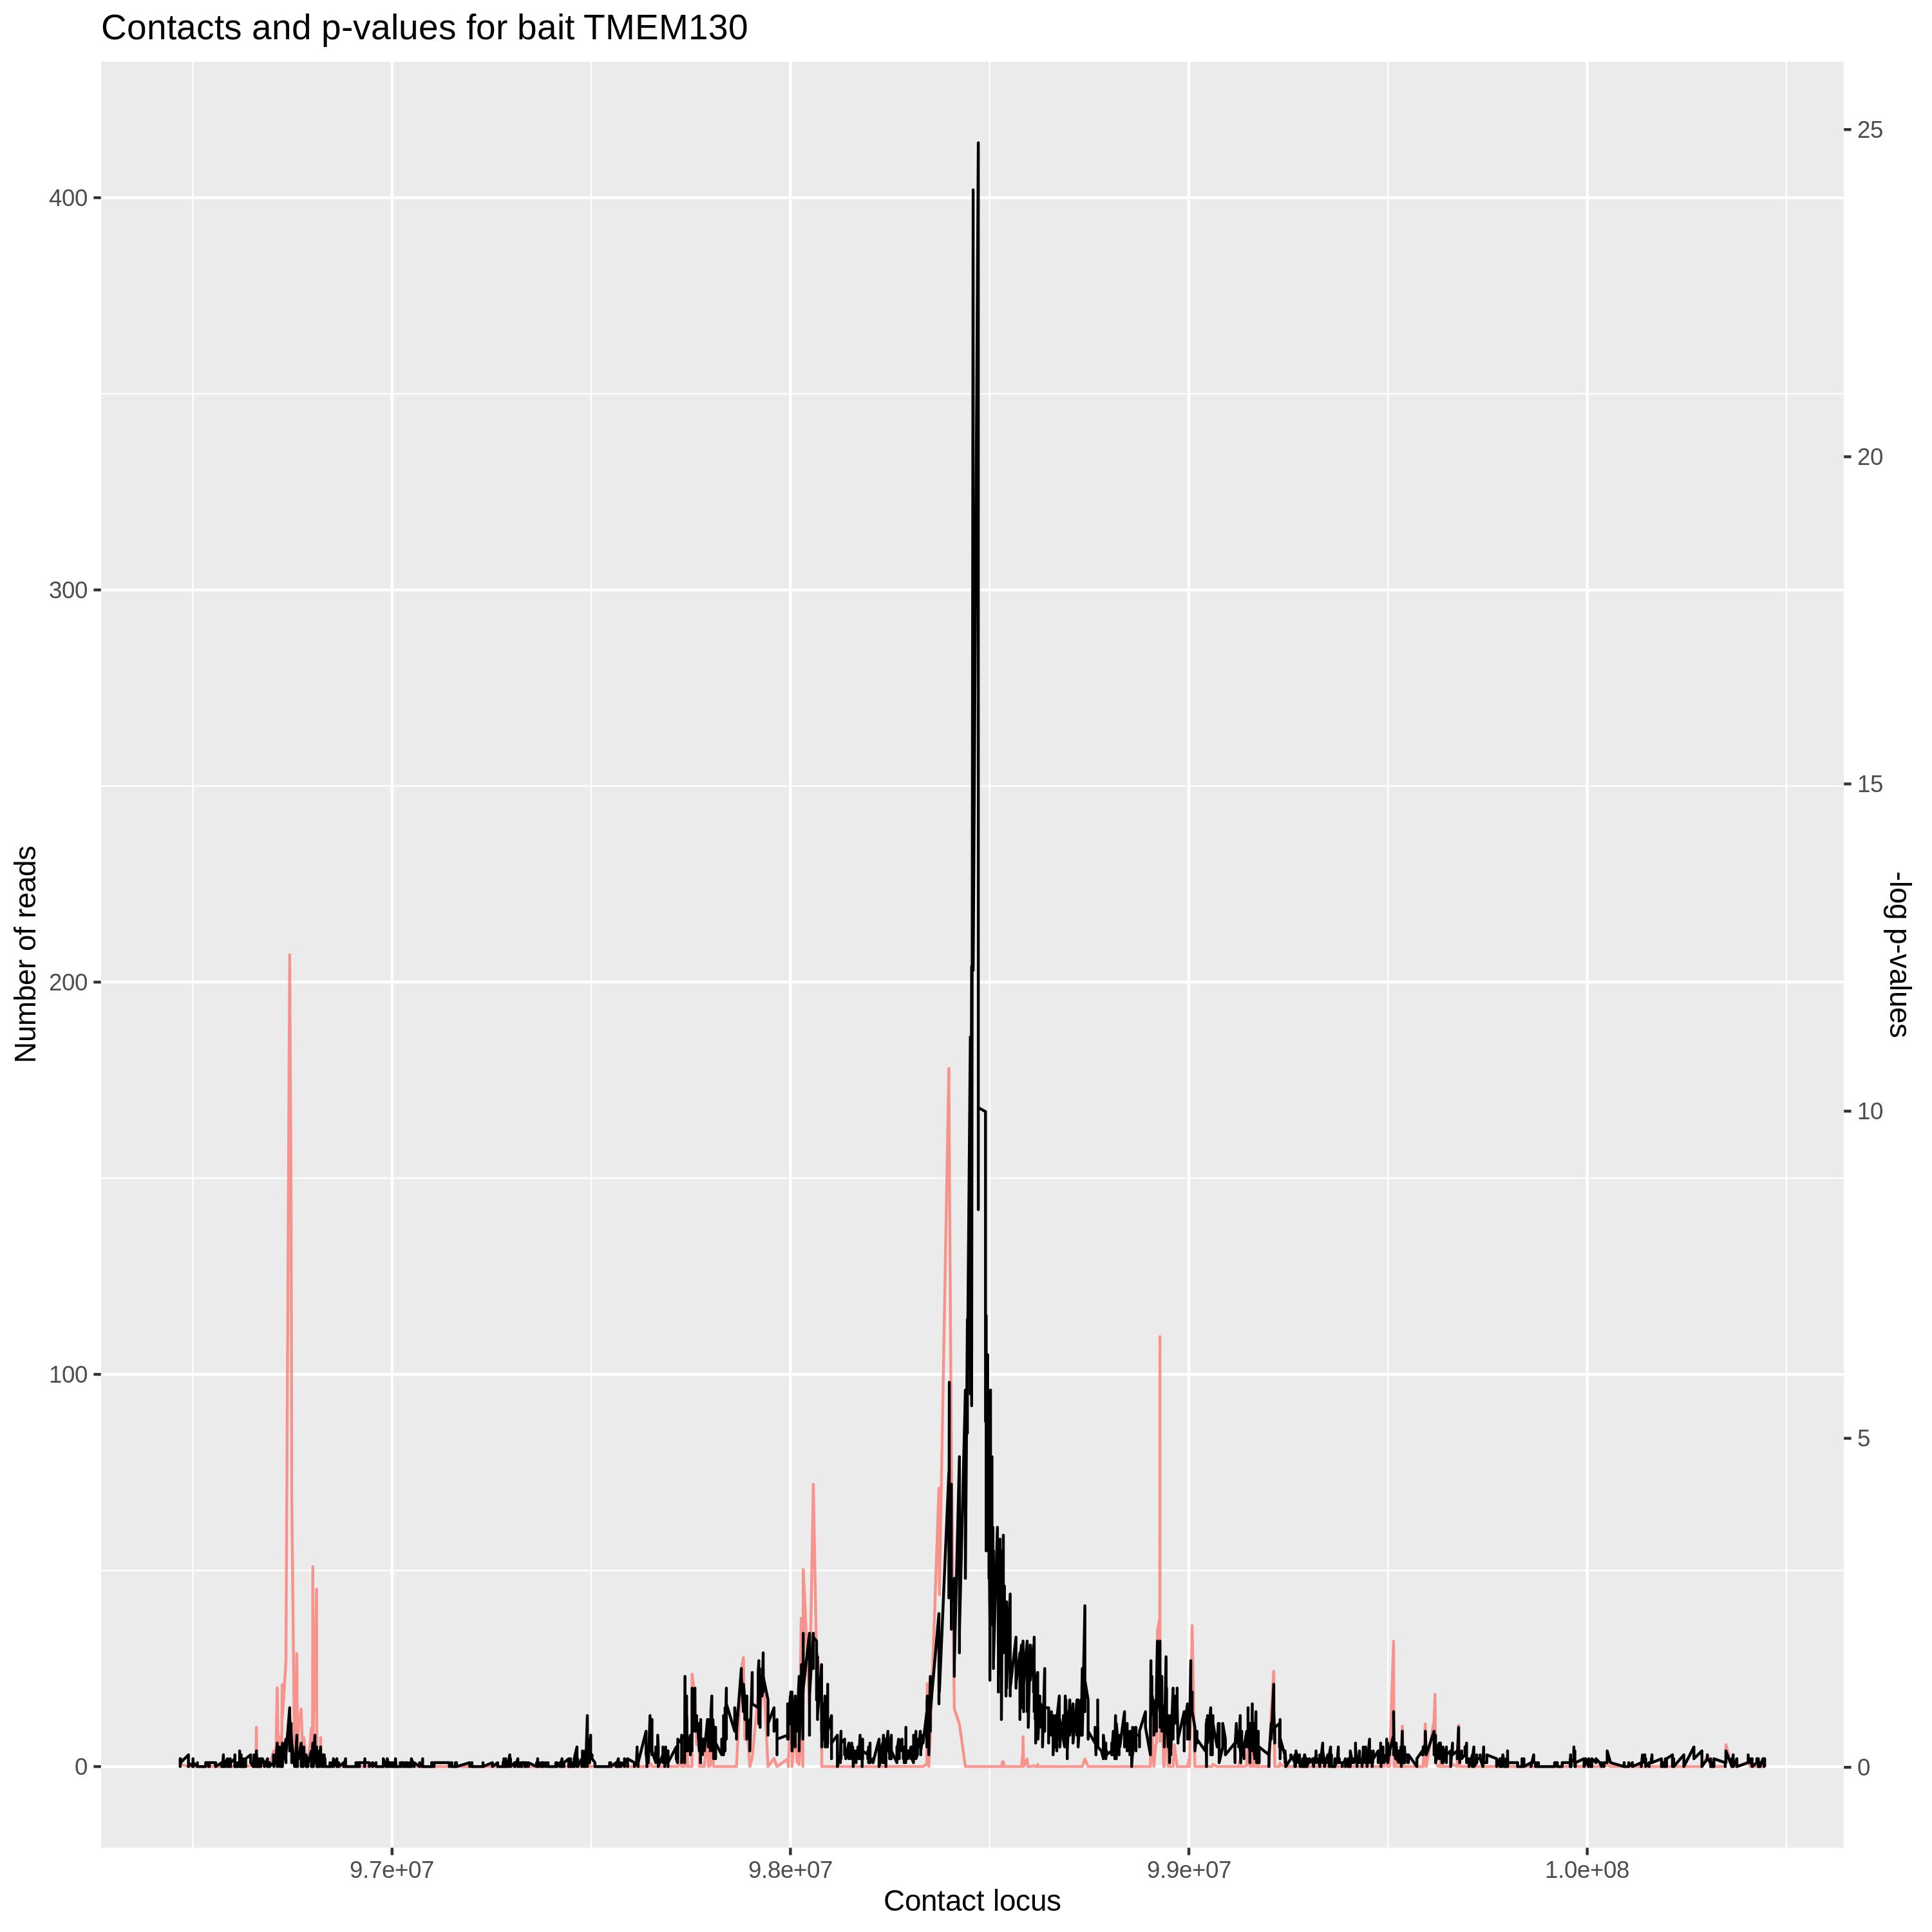 Contacts and p-values for bait TMEM130
400
300
200
100
0
Number of reads
25
20
15
10
5
0
-log p-values
9.7e+07
9.8e+07
9.9e+07
1.0e+08
Contact locus